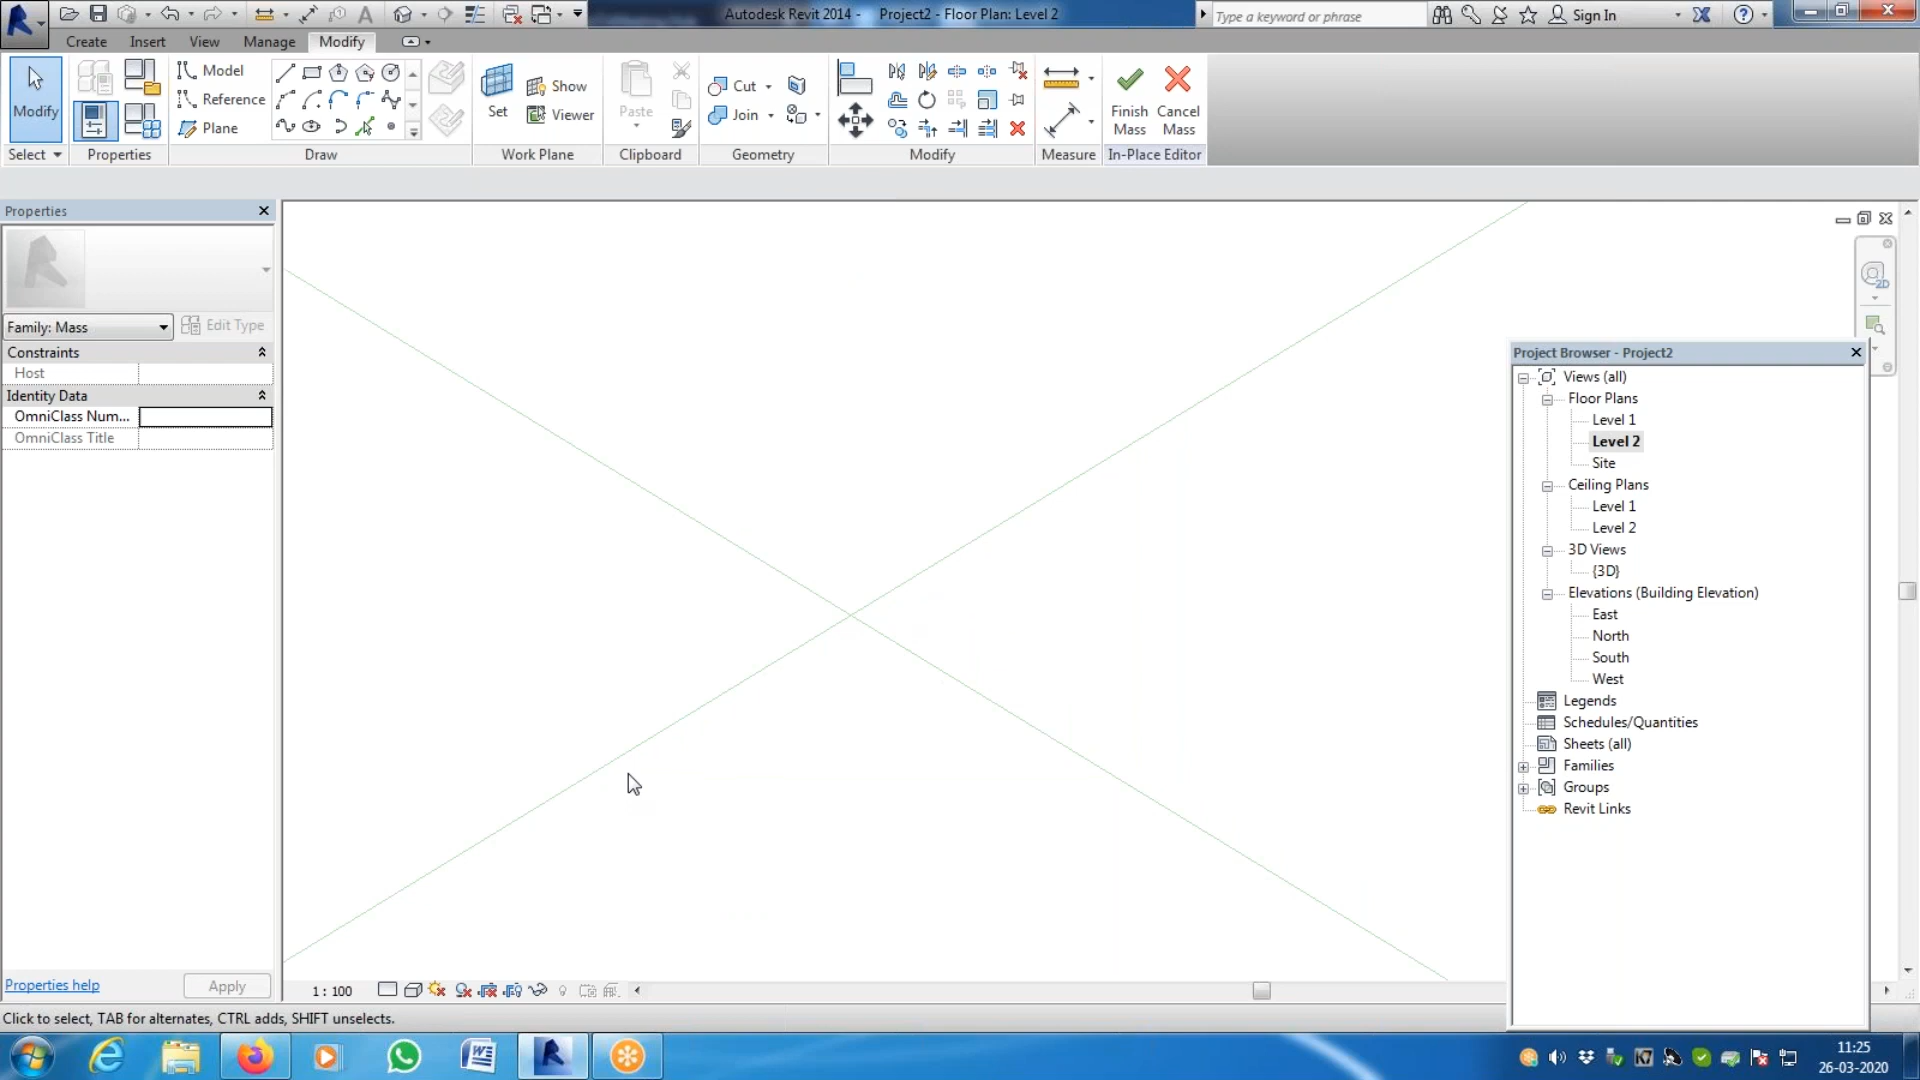 Autodesk Revit 2014 - Project2 - Floor Plan: Level 2
Type a keyword or phrase
Sign In
Create Insert View Manage Modify
Modify
Model
Reference
Plane
Set
Show
Viewer
Paste
Cut
Join
Finish Mass
Cancel Mass
Select Properties Draw Work Plane Clipboard Geometry Modify Measure In-Place Editor
Properties
Family: Mass
Edit Type
Constraints
Host
Identity Data
OmniClass Num...
OmniClass Title
2D
Project Browser - Project2
Views (all)
Floor Plans
Level 1
Level 2
Site
Ceiling Plans
Level 1
Level 2
3D Views
{3D}
Elevations (Building Elevation)
East
North
South
West
Legends
Schedules/Quantities
Sheets (all)
Families
Groups
Revit Links
Properties help
Apply
1 : 100
Click to select, TAB for alternates, CTRL adds, SHIFT unselects.
11:25
26-03-2020